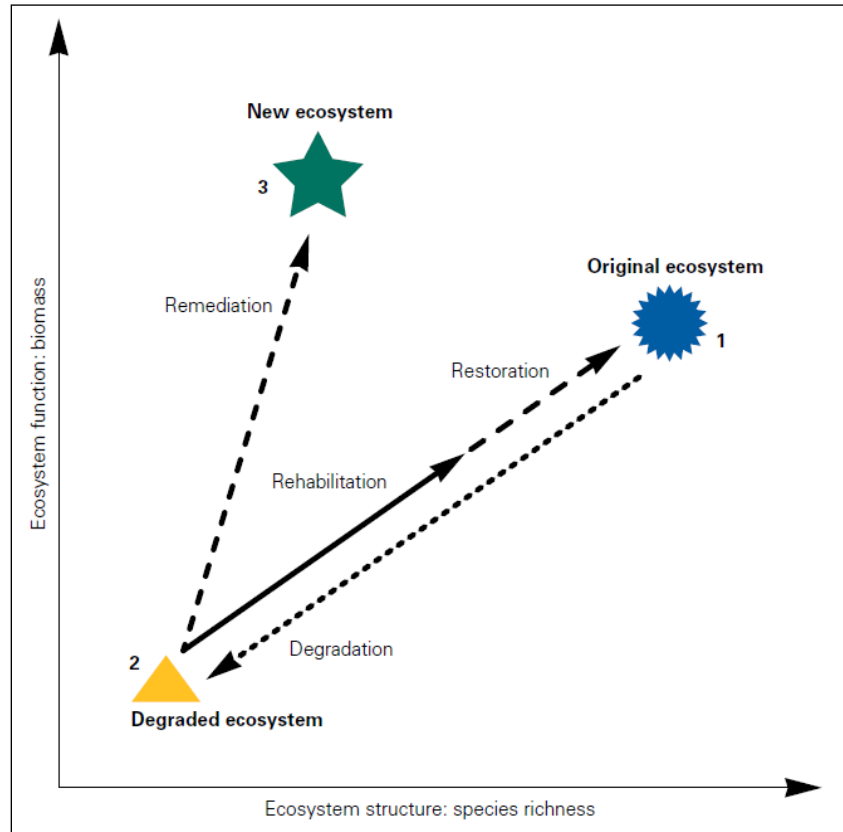 New ecosystem
3
Original ecosystem
1
Remediation
Restoration
Rehabilitation
Degradation
2
Degraded ecosystem
Ecosystem function: biomass
Ecosystem structure: species richness